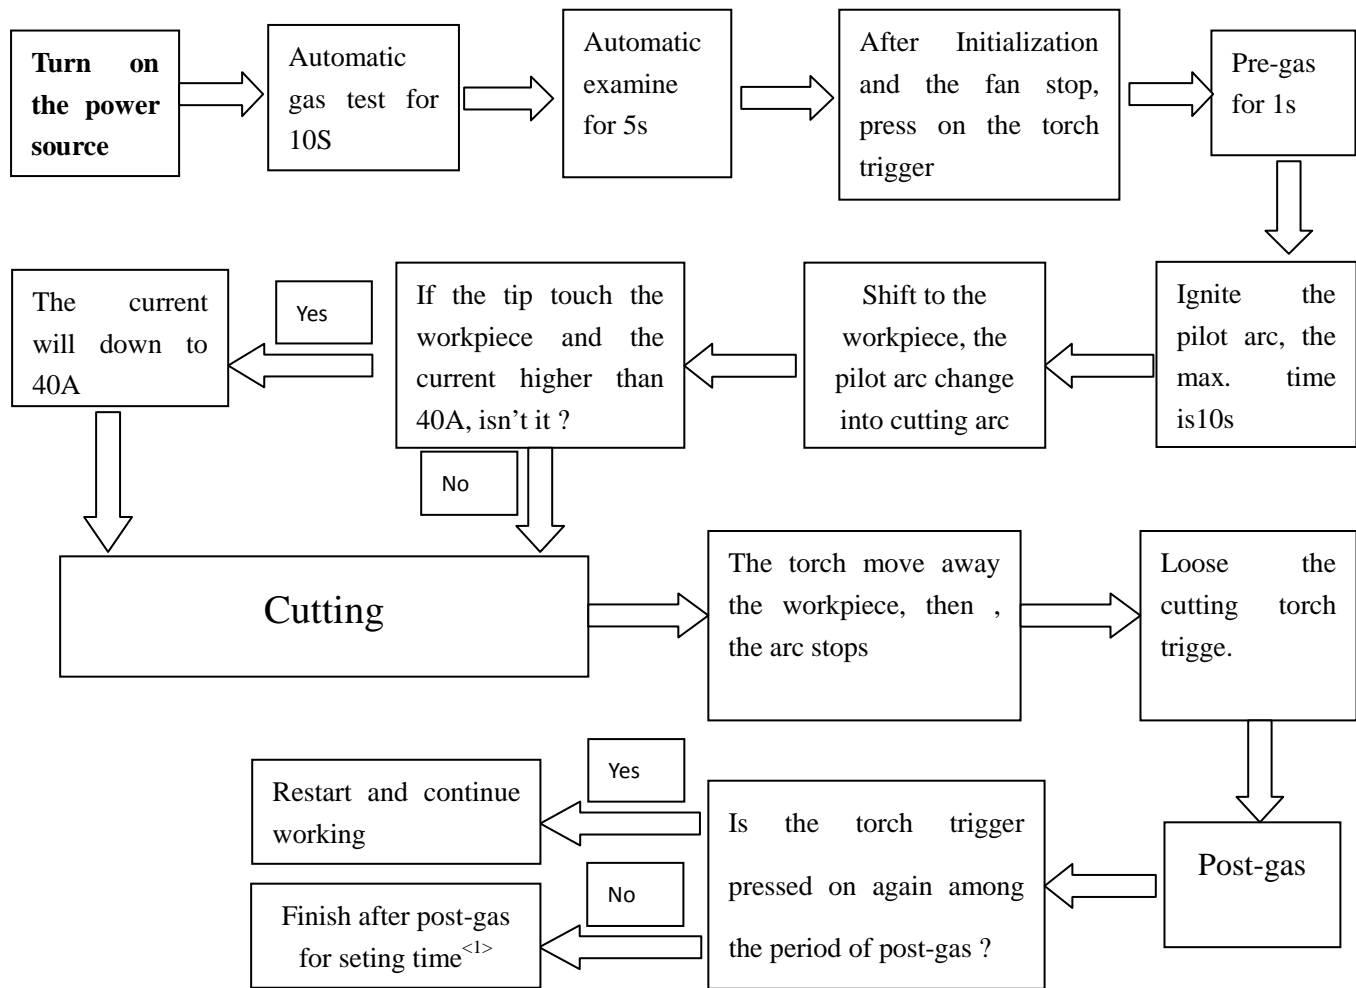 Turn on
the power
source
Automatic
gas test for
10S
Automatic
examine
for 5s
After Initialization
and the fan stop,
press on the torch
trigger
Pre-gas
for 1s
The current
will down to
40A
Yes
If the tip touch the
workpiece and the
current higher than
40A, isn’t it ?
No
Shift to the
workpiece, the
pilot arc change
into cutting arc
Ignite the
pilot arc, the
max. time
is10s
Cutting
The torch move away
the workpiece, then ,
the arc stops
Loose the
cutting torch
trigge.
Restart and continue
working
Yes
Finish after post-gas
for seting time<1>
No
Is the torch trigger
pressed on again among
the period of post-gas ?
Post-gas